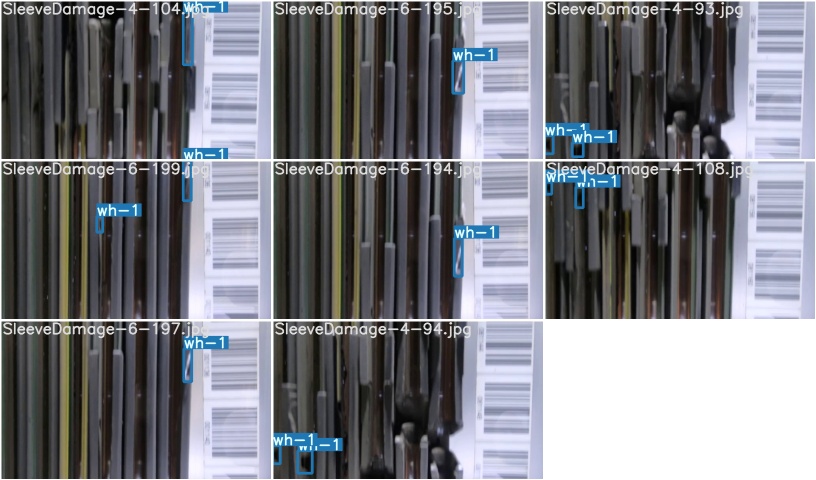 SleeveDamage-4-104.jpg
wh-1
SleeveDamage-6-195.jpg
wh-1
SleeveDamage-4-93.jpg
wh-1
wh-1
wh-1
SleeveDamage-6-199.jpg
wh-1
SleeveDamage-6-194.jpg
wh-1
SleeveDamage-4-108.jpg
wh-1
wh-1
SleeveDamage-6-197.jpg
wh-1
SleeveDamage-4-94.jpg
wh-1
wh-1